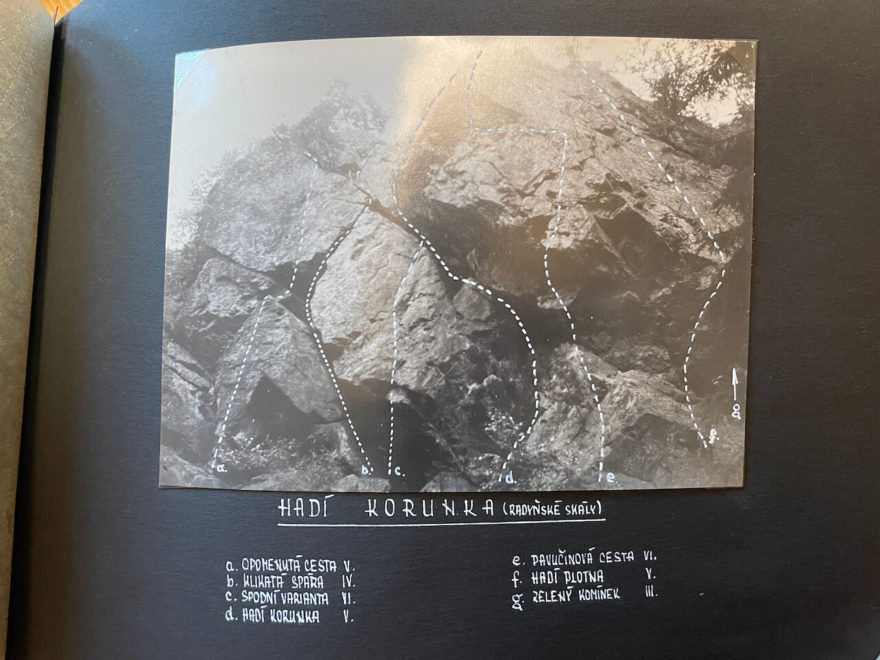 a.
b.
c.
d.
e.
f.
g
HADÍ KORUNKA (RADYŇSKÉ SKÁLY)
a. OPOMENUTÁ CESTA V.
b. KLIKATÁ SPÁRA IV.
c. SPODNÍ VARIANTA VI.
d. HADÍ KORUNKA V.
e. PAVUČINOVÁ CESTA VI.
f. HADÍ PLOTNA V.
g. ZELENÝ KOMÍNEK III.